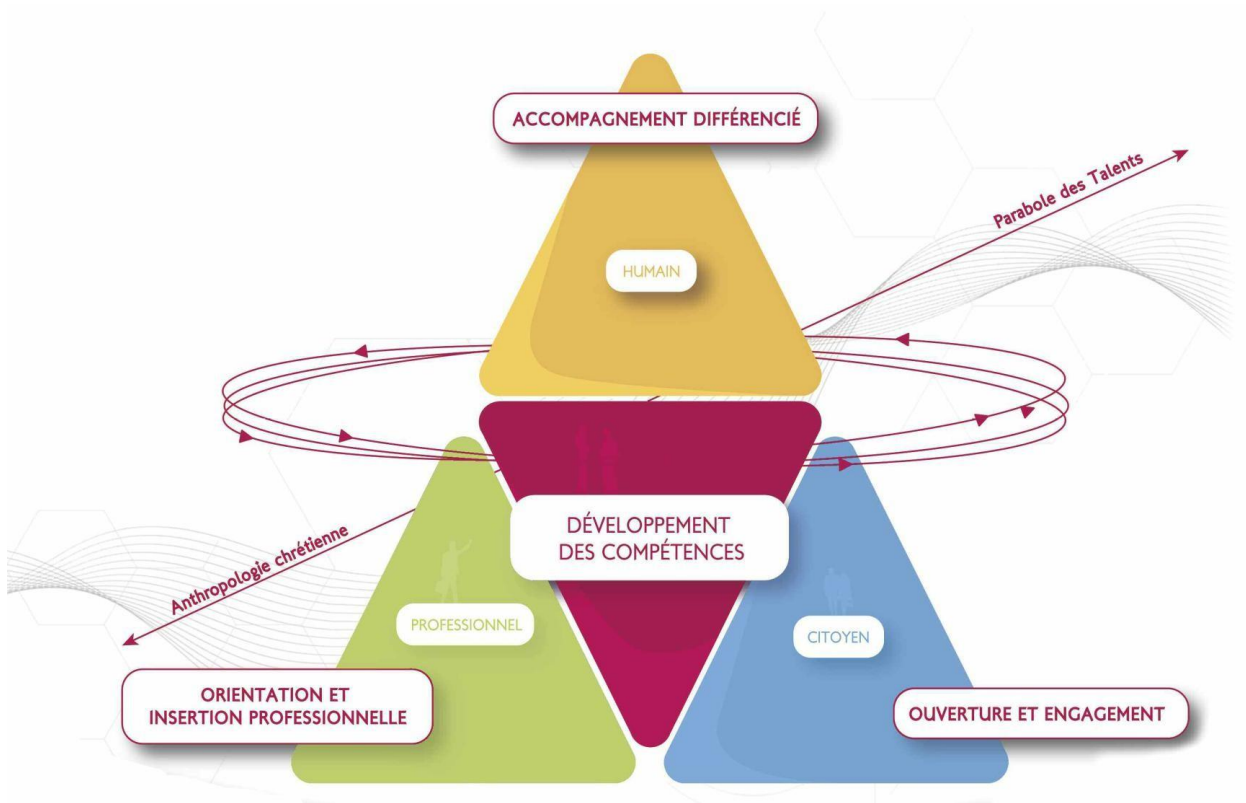 ACCOMPAGNEMENT DIFFÉRENCIÉ
Parabole des Talents
HUMAIN
DÉVELOPPEMENT
DES COMPÉTENCES
Anthropologie chrétienne
PROFESSIONNEL
CITOYEN
ORIENTATION ET
INSERTION PROFESSIONNELLE
OUVERTURE ET ENGAGEMENT